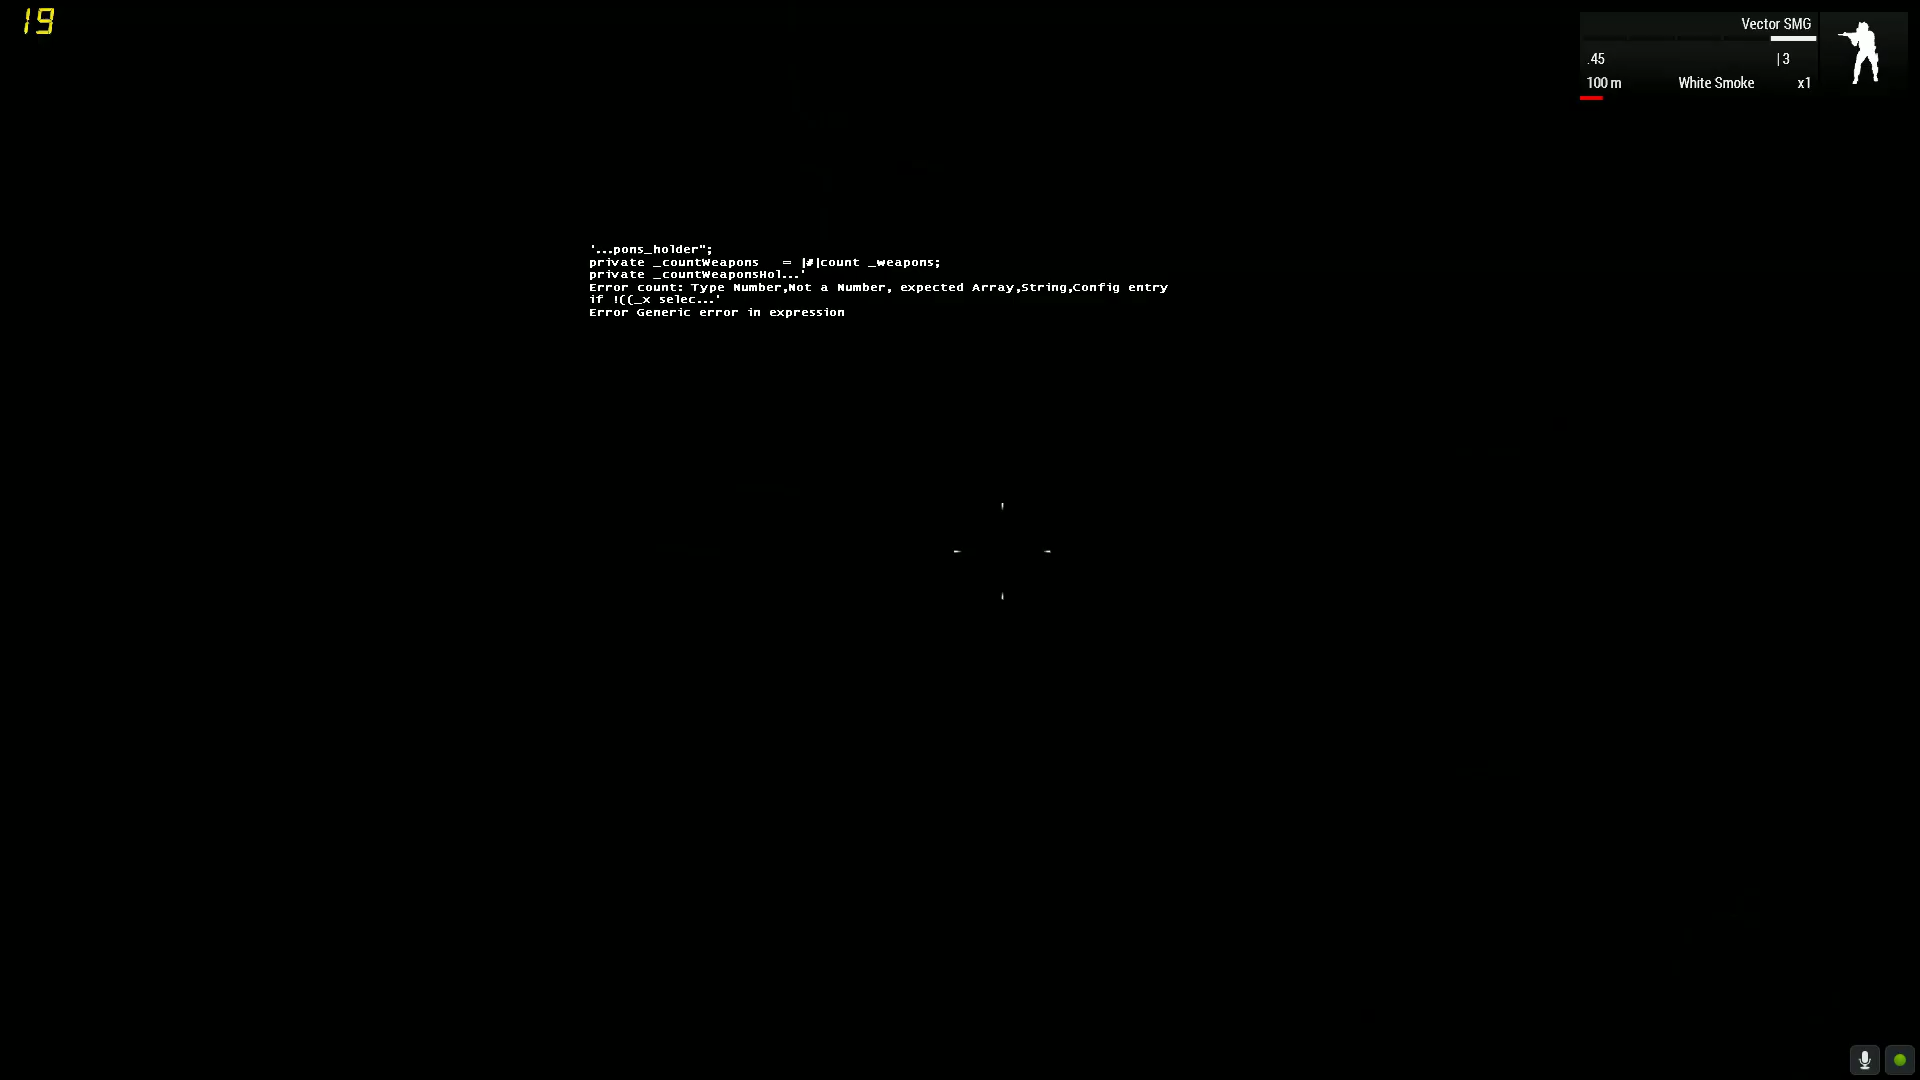 19
Vector SMG
.45 | 3
100 m White Smoke x1
'...pons_holder";
private _countWeapons = |#|count _weapons;
private _countWeaponsHol...'
Error count: Type Number,Not a Number, expected Array,String,Config entry
if !((_x selec...'
Error Generic error in expression